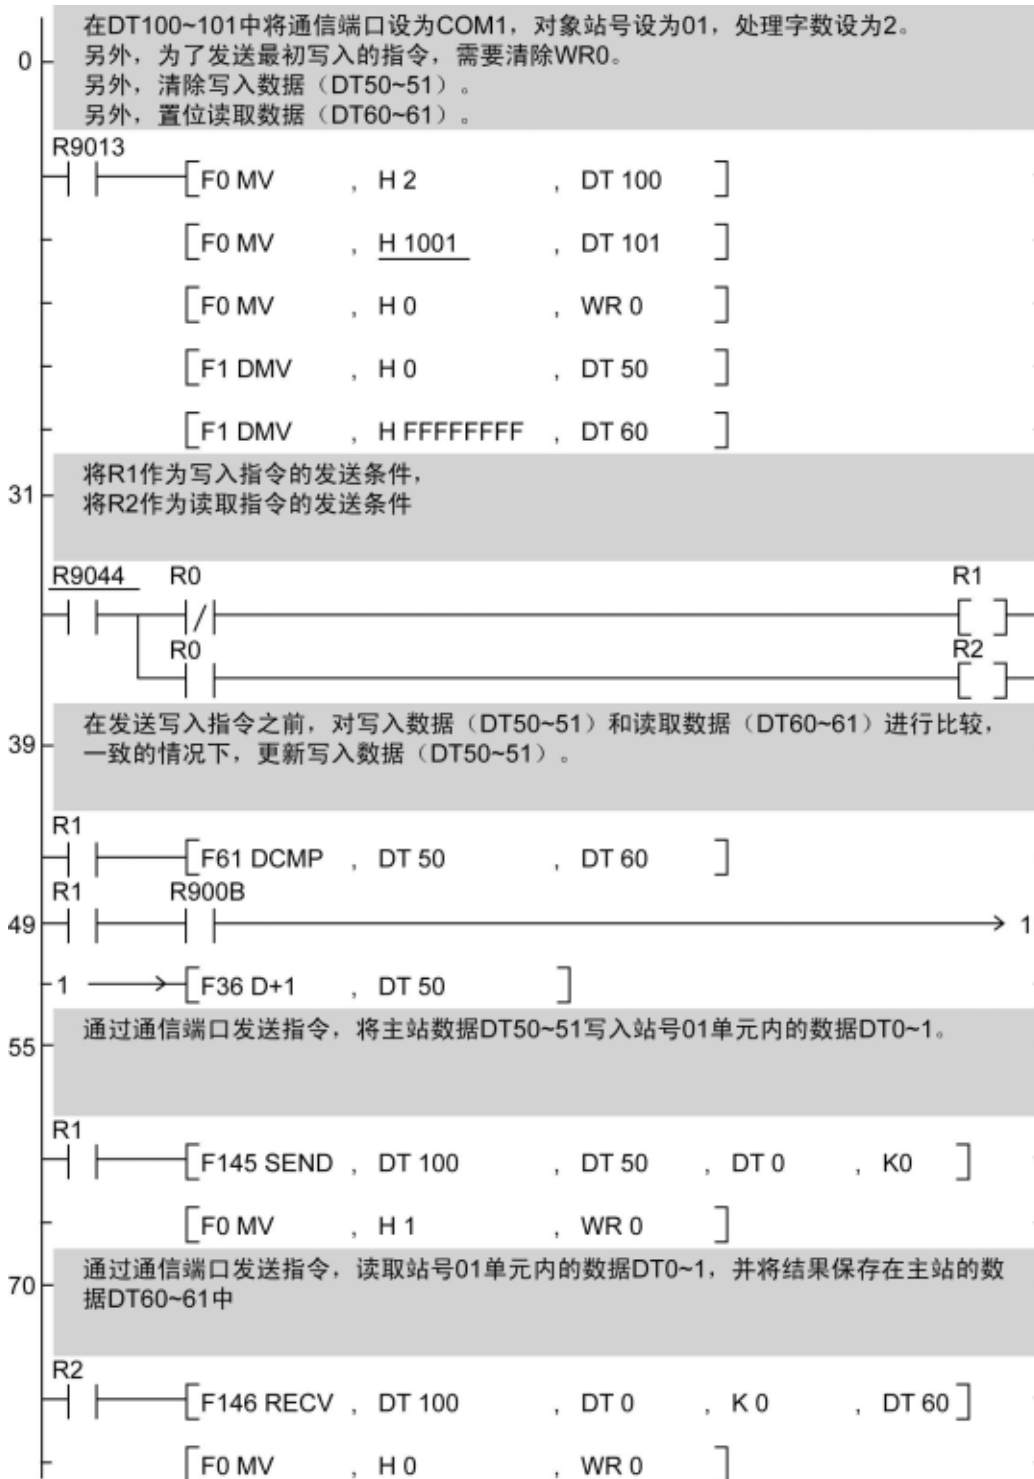 在DT100~101中将通信端口设为COM1，对象站号设为01，处理字数设为2。
0 另外，为了发送最初写入的指令，需要清除WR0。
另外，清除写入数据（DT50~51）。
另外，置位读取数据（DT60~61）。
R9013
F0 MV , H 2 , DT 100
F0 MV , H 1001 , DT 101
F0 MV , H 0 , WR 0
F1 DMV , H 0 , DT 50
F1 DMV , H FFFFFFFF , DT 60
将R1作为写入指令的发送条件，
31 将R2作为读取指令的发送条件
R9044 R0 R1
R0 R2
在发送写入指令之前，对写入数据（DT50~51）和读取数据（DT60~61）进行比较，
39 一致的情况下，更新写入数据（DT50~51）。
R1
F61 DCMP , DT 50 , DT 60
R1 R900B
49 1
1 F36 D+1 , DT 50
通过通信端口发送指令，将主站数据DT50~51写入站号01单元内的数据DT0~1。
55
R1
F145 SEND , DT 100 , DT 50 , DT 0 , K0
F0 MV , H 1 , WR 0
通过通信端口发送指令，读取站号01单元内的数据DT0~1，并将结果保存在主站的数
70 据DT60~61中
R2
F146 RECV , DT 100 , DT 0 , K 0 , DT 60
F0 MV , H 0 , WR 0